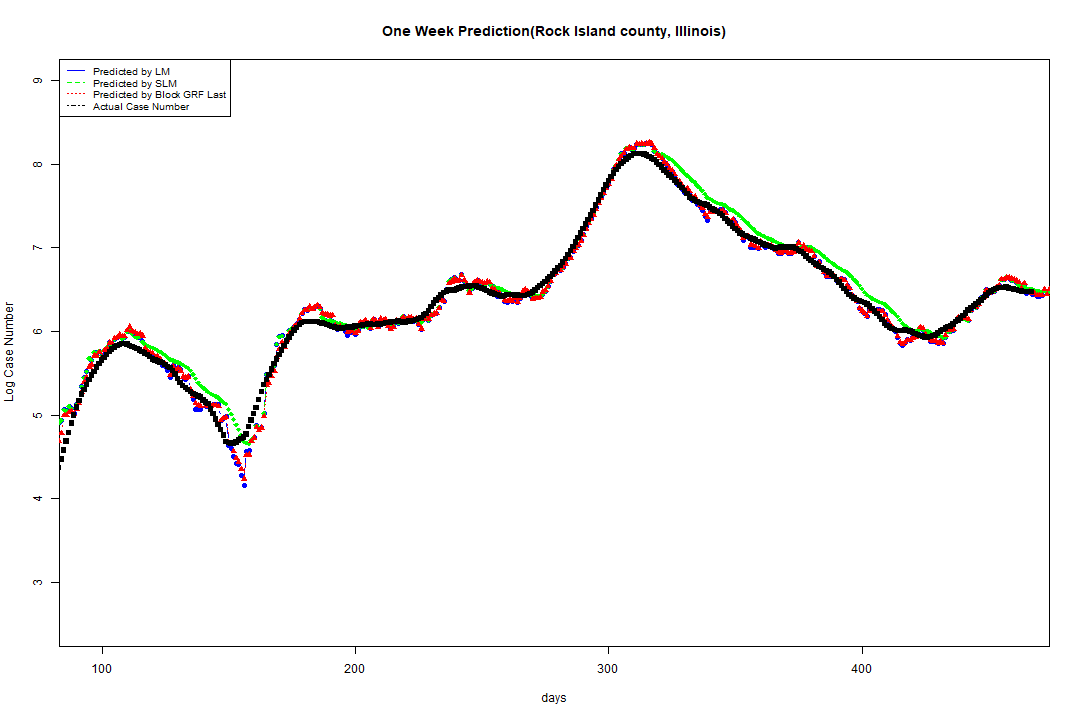 One Week Prediction(Rock Island county, Illinois)
Predicted by LM
Predicted by SLM
Predicted by Block GRF Last
Actual Case Number
9
8
7
6
5
4
3
Log Case Number
100 200 300 400
days